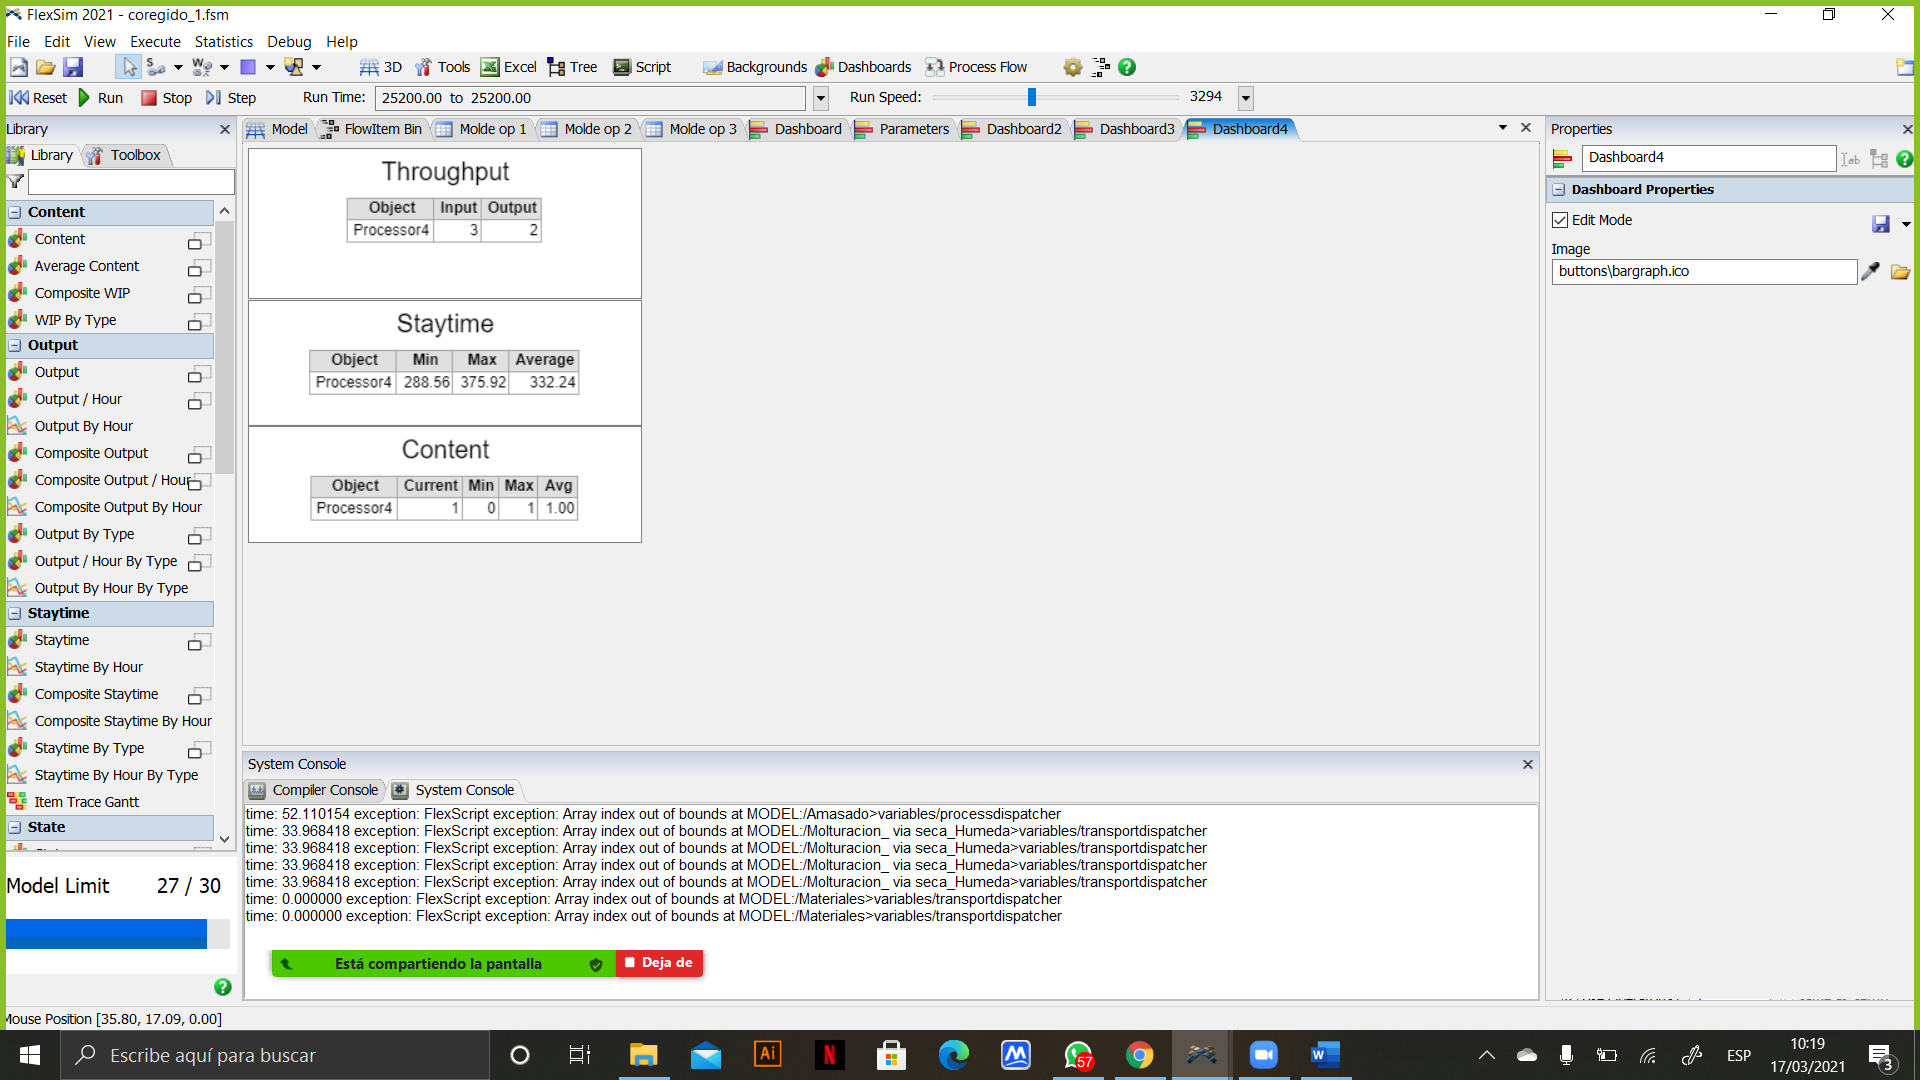 FlexSim 2021 - coregido_1.fsm
File Edit View Execute Statistics Debug Help
3D Tools Excel Tree Script Backgrounds Dashboards Process Flow
Reset Run Stop Step Run Time: 25200.00 to 25200.00 Run Speed: 3294
Library
Library Toolbox
Content
Content
Average Content
Composite WIP
WIP By Type
Output
Output
Output / Hour
Output By Hour
Composite Output
Composite Output / Hour
Composite Output By Hour
Output By Type
Output / Hour By Type
Output By Hour By Type
Staytime
Staytime
Staytime By Hour
Composite Staytime
Composite Staytime By Hour
Staytime By Type
Staytime By Hour By Type
Item Trace Gantt
State
Model Limit 27 / 30
Mouse Position [35.80, 17.09, 0.00]
Model FlowItem Bin Molde op 1 Molde op 2 Molde op 3 Dashboard Parameters Dashboard2 Dashboard3 Dashboard4
Throughput
Object Input Output
Processor4 3 2
Staytime
Object Min Max Average
Processor4 288.56 375.92 332.24
Content
Object Current Min Max Avg
Processor4 1 0 1 1.00
System Console
Compiler Console System Console
time: 52.110154 exception: FlexScript exception: Array index out of bounds at MODEL:/Amasado>variables/processdispatcher
time: 33.968418 exception: FlexScript exception: Array index out of bounds at MODEL:/Molturacion_ via seca_Humeda>variables/transportdispatcher
time: 33.968418 exception: FlexScript exception: Array index out of bounds at MODEL:/Molturacion_ via seca_Humeda>variables/transportdispatcher
time: 33.968418 exception: FlexScript exception: Array index out of bounds at MODEL:/Molturacion_ via seca_Humeda>variables/transportdispatcher
time: 33.968418 exception: FlexScript exception: Array index out of bounds at MODEL:/Molturacion_ via seca_Humeda>variables/transportdispatcher
time: 0.000000 exception: FlexScript exception: Array index out of bounds at MODEL:/Materiales>variables/transportdispatcher
time: 0.000000 exception: FlexScript exception: Array index out of bounds at MODEL:/Materiales>variables/transportdispatcher
Está compartiendo la pantalla Deja de
Properties
Dashboard4
Dashboard Properties
Edit Mode
Image
buttons\bargraph.ico
Escribe aquí para buscar
57
ESP
10:19
17/03/2021
3